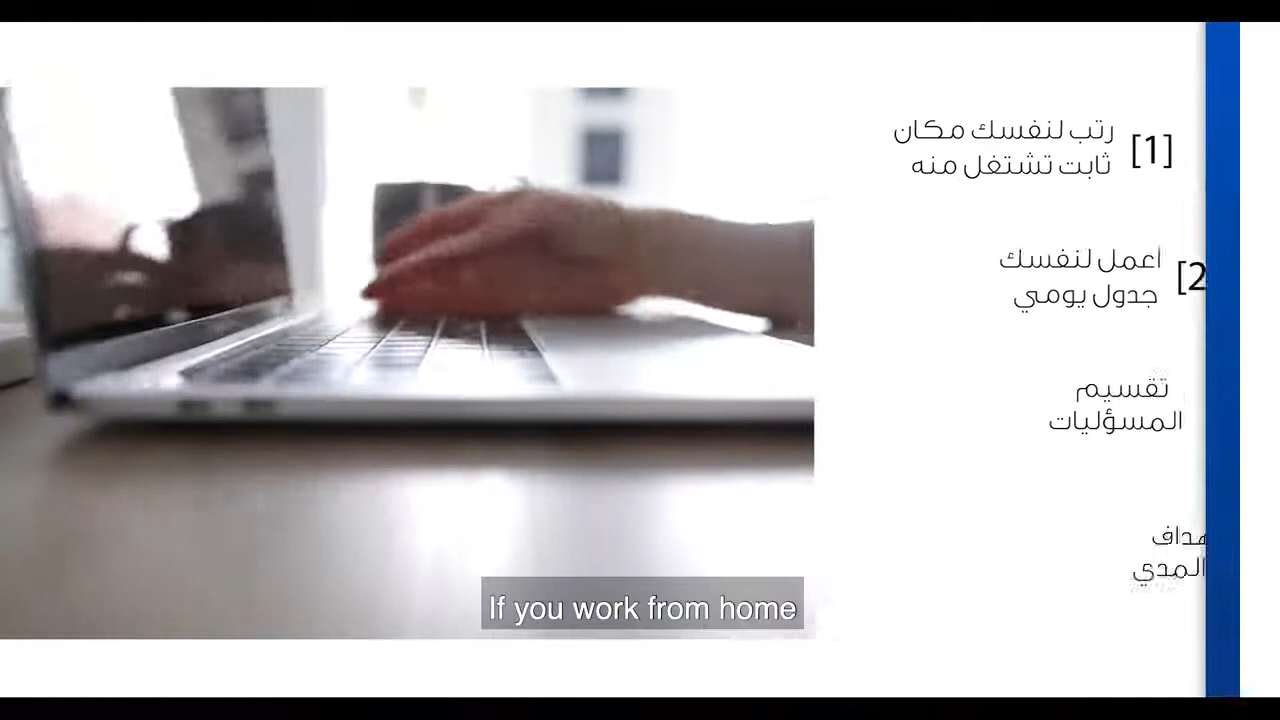 [1] رتب لنفسك مكان
ثابت تشتغل منه
[2 اعمل لنفسك
جدول يومي
تقسيم
المسؤليات
المدي
If you work from home